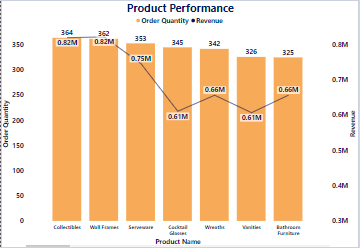 Product Performance
Order Quantity Revenue
364 362 353 345 342 326 325
0.82M 0.82M 0.75M 0.61M 0.66M 0.61M 0.66M
350
300
250
200
150
100
50
0
Order Quantity
0.8M
0.7M
0.6M
0.5M
0.4M
0.3M
Revenue
Collectibles Wall Frames Serveware Cocktail Glasses Wreaths Vanities Bathroom Furniture
Product Name